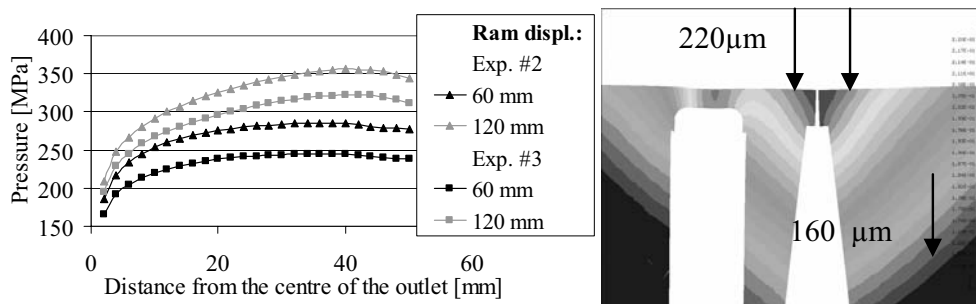 Pressure [MPa]
400
350
300
250
200
150
0
20
40
60
Distance from the centre of the outlet [mm]
Ram displ.:
Exp. #2
60 mm
120 mm
Exp. #3
60 mm
120 mm
220µm
160 µm